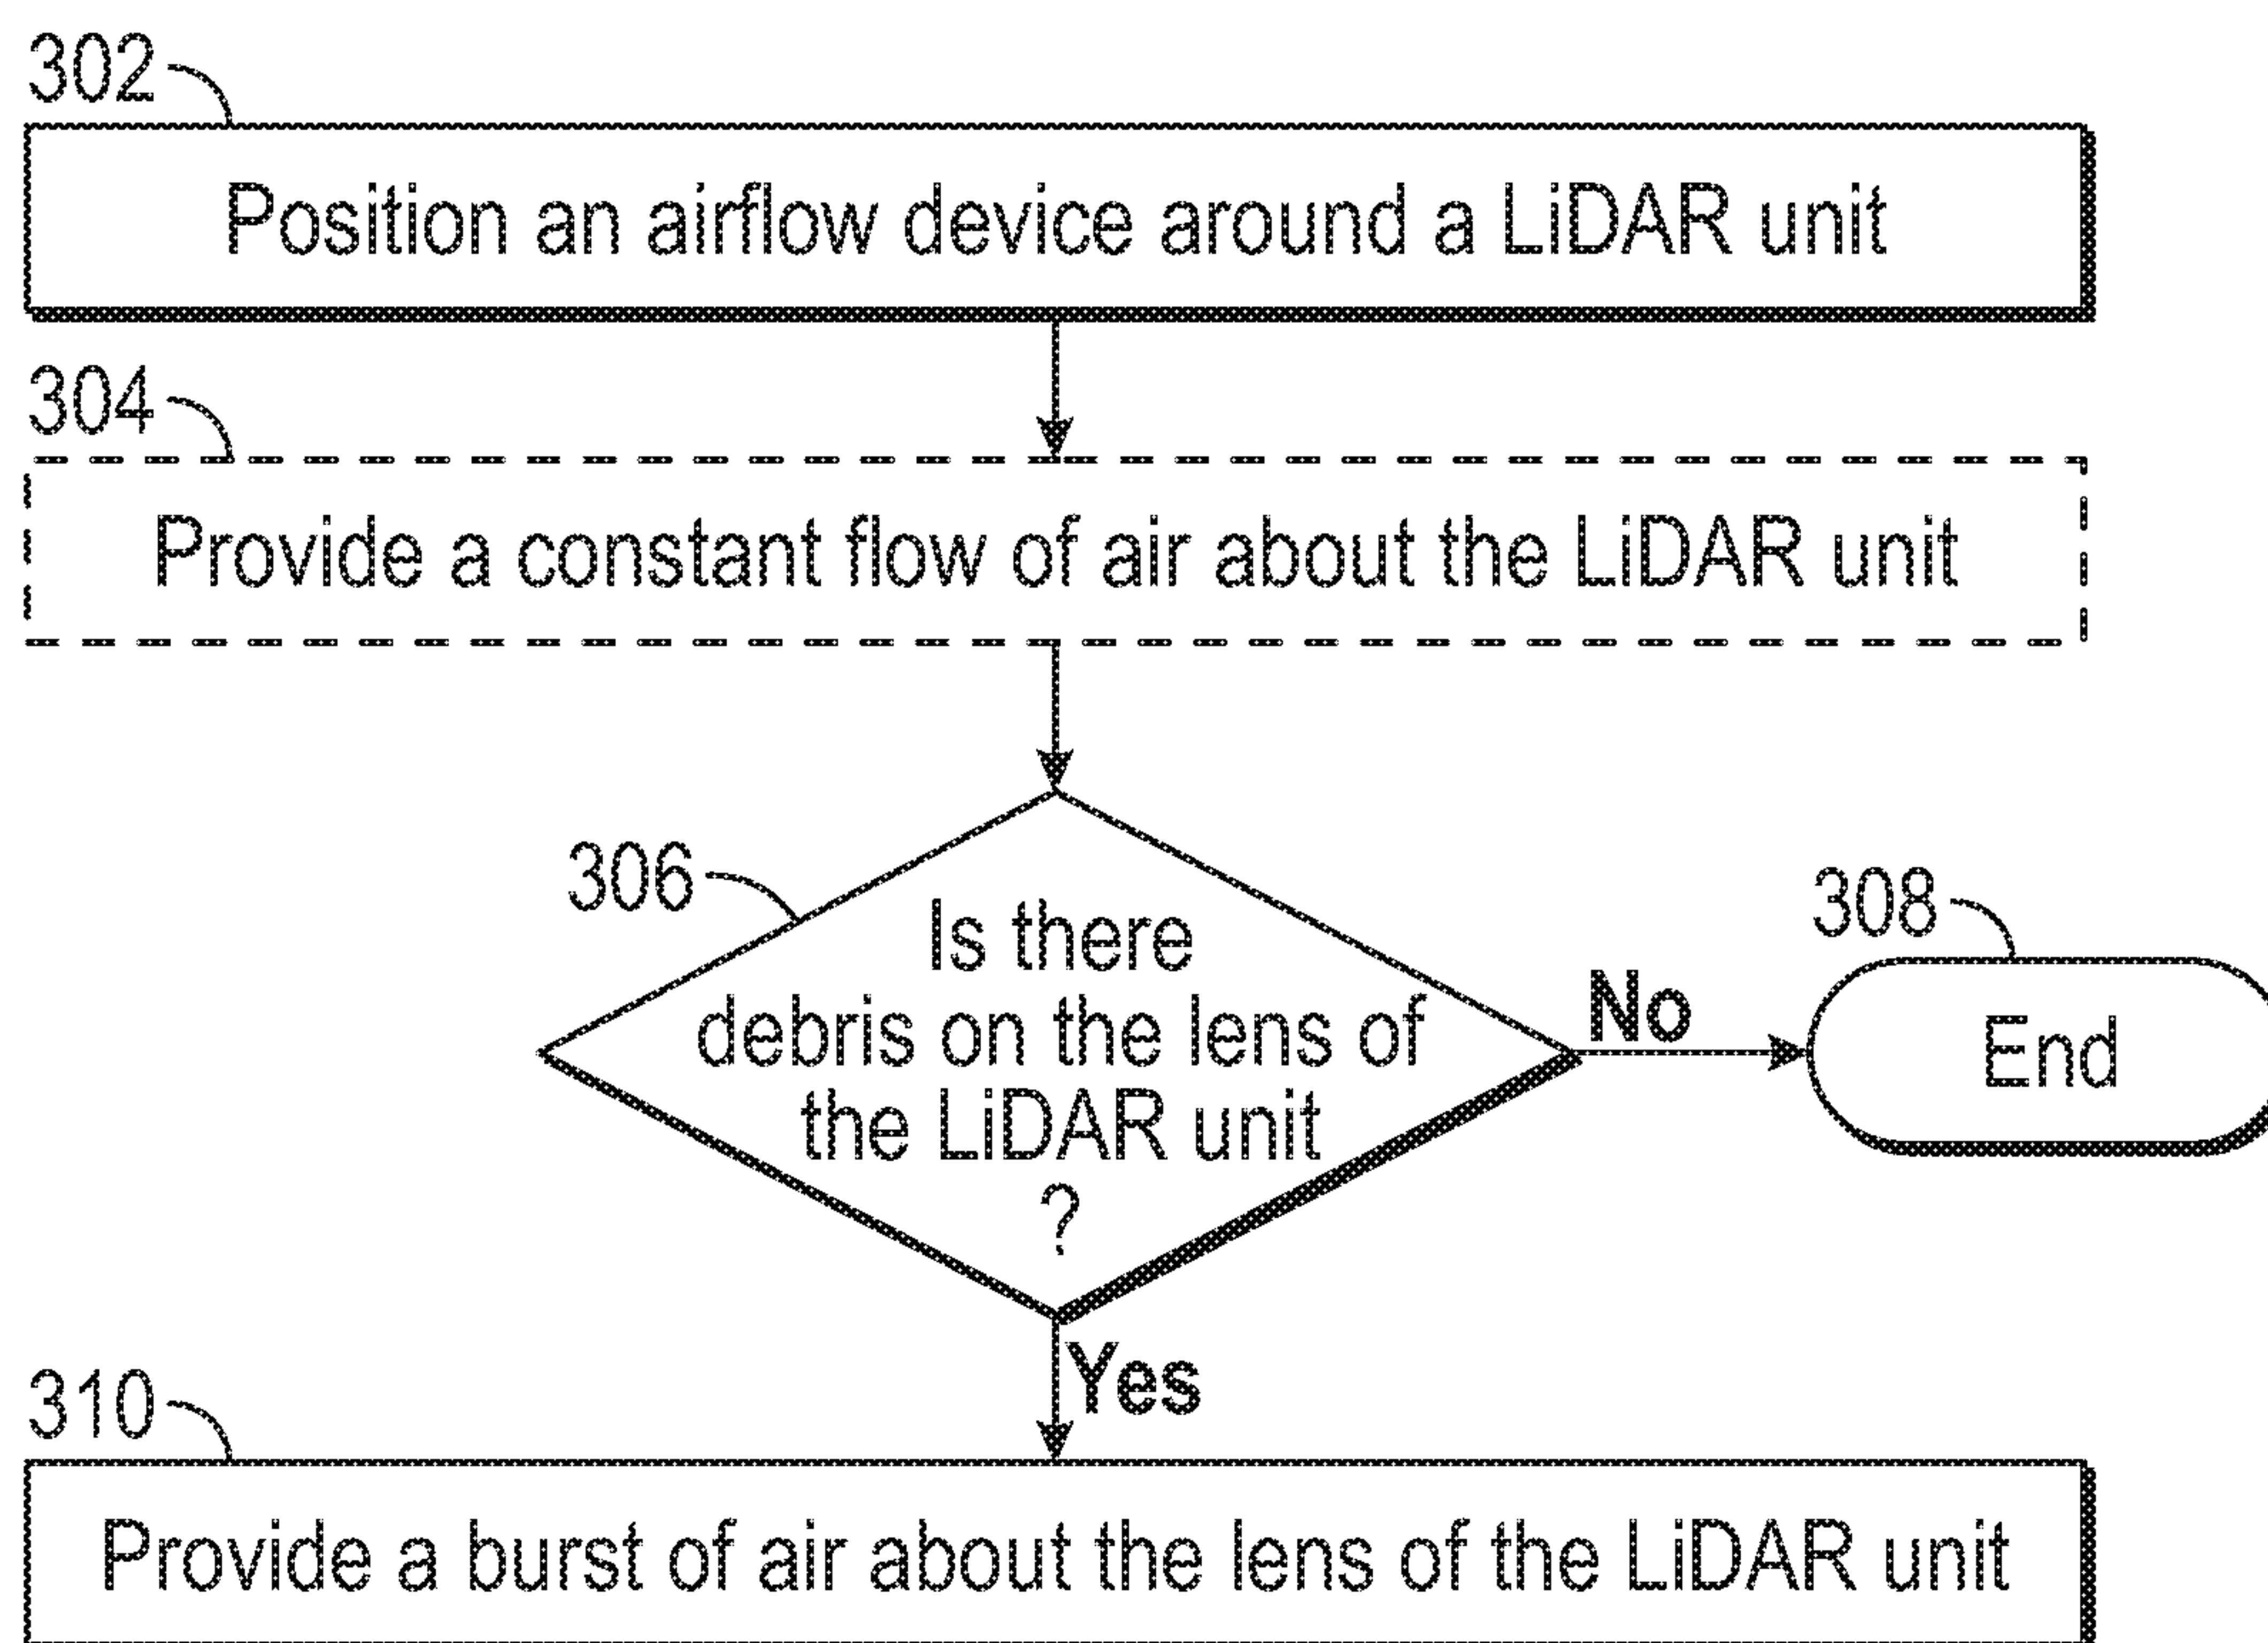 302
Position an airflow device around a LiDAR unit
304
Provide a constant flow of air about the LiDAR unit
306
Is there
debris on the lens of
the LiDAR unit
?
308
No
End
Yes
310
Provide a burst of air about the lens of the LiDAR unit